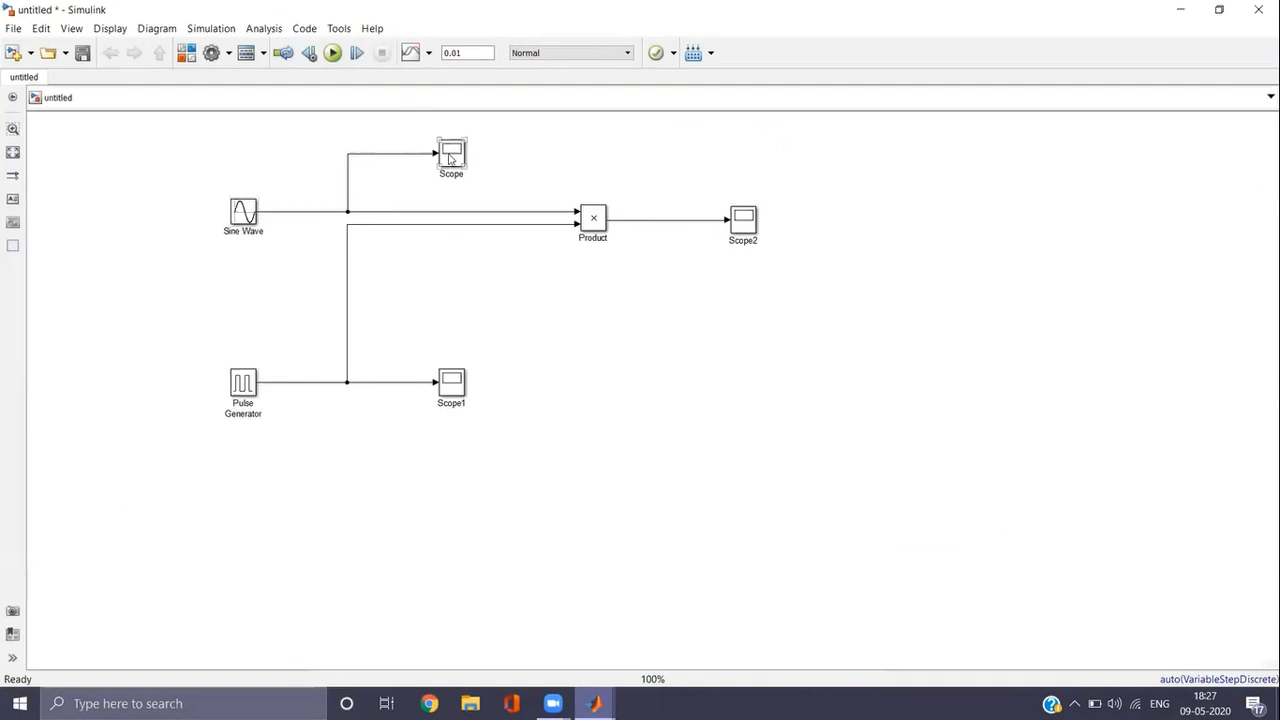 untitled * - Simulink
File Edit View Display Diagram Simulation Analysis Code Tools Help
0.01 Normal
untitled
untitled
Scope
Sine Wave
×
Product
Scope2
Pulse
Generator
Scope1
Ready 100% auto(VariableStepDiscrete)
Type here to search
ENG
18:27
09-05-2020
17